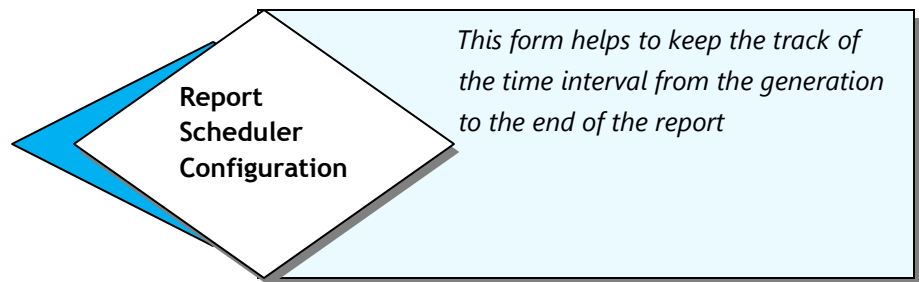 Report
Scheduler
Configuration
This form helps to keep the track of
the time interval from the generation
to the end of the report